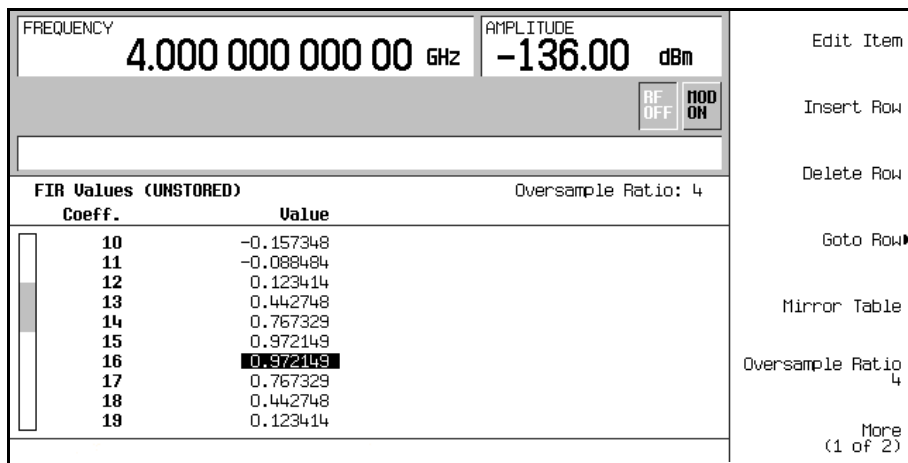 FREQUENCY
4.000 000 000 00 GHz
AMPLITUDE
-136.00 dBm
RF OFF
MOD ON
FIR Values (UNSTORED) Oversample Ratio: 4
Coeff. Value
10 -0.157348
11 -0.088484
12 0.123414
13 0.442748
14 0.767329
15 0.972149
16 0.972149
17 0.767329
18 0.442748
19 0.123414
Edit Item
Insert Row
Delete Row
Goto Row
Mirror Table
Oversample Ratio
4
More
(1 of 2)